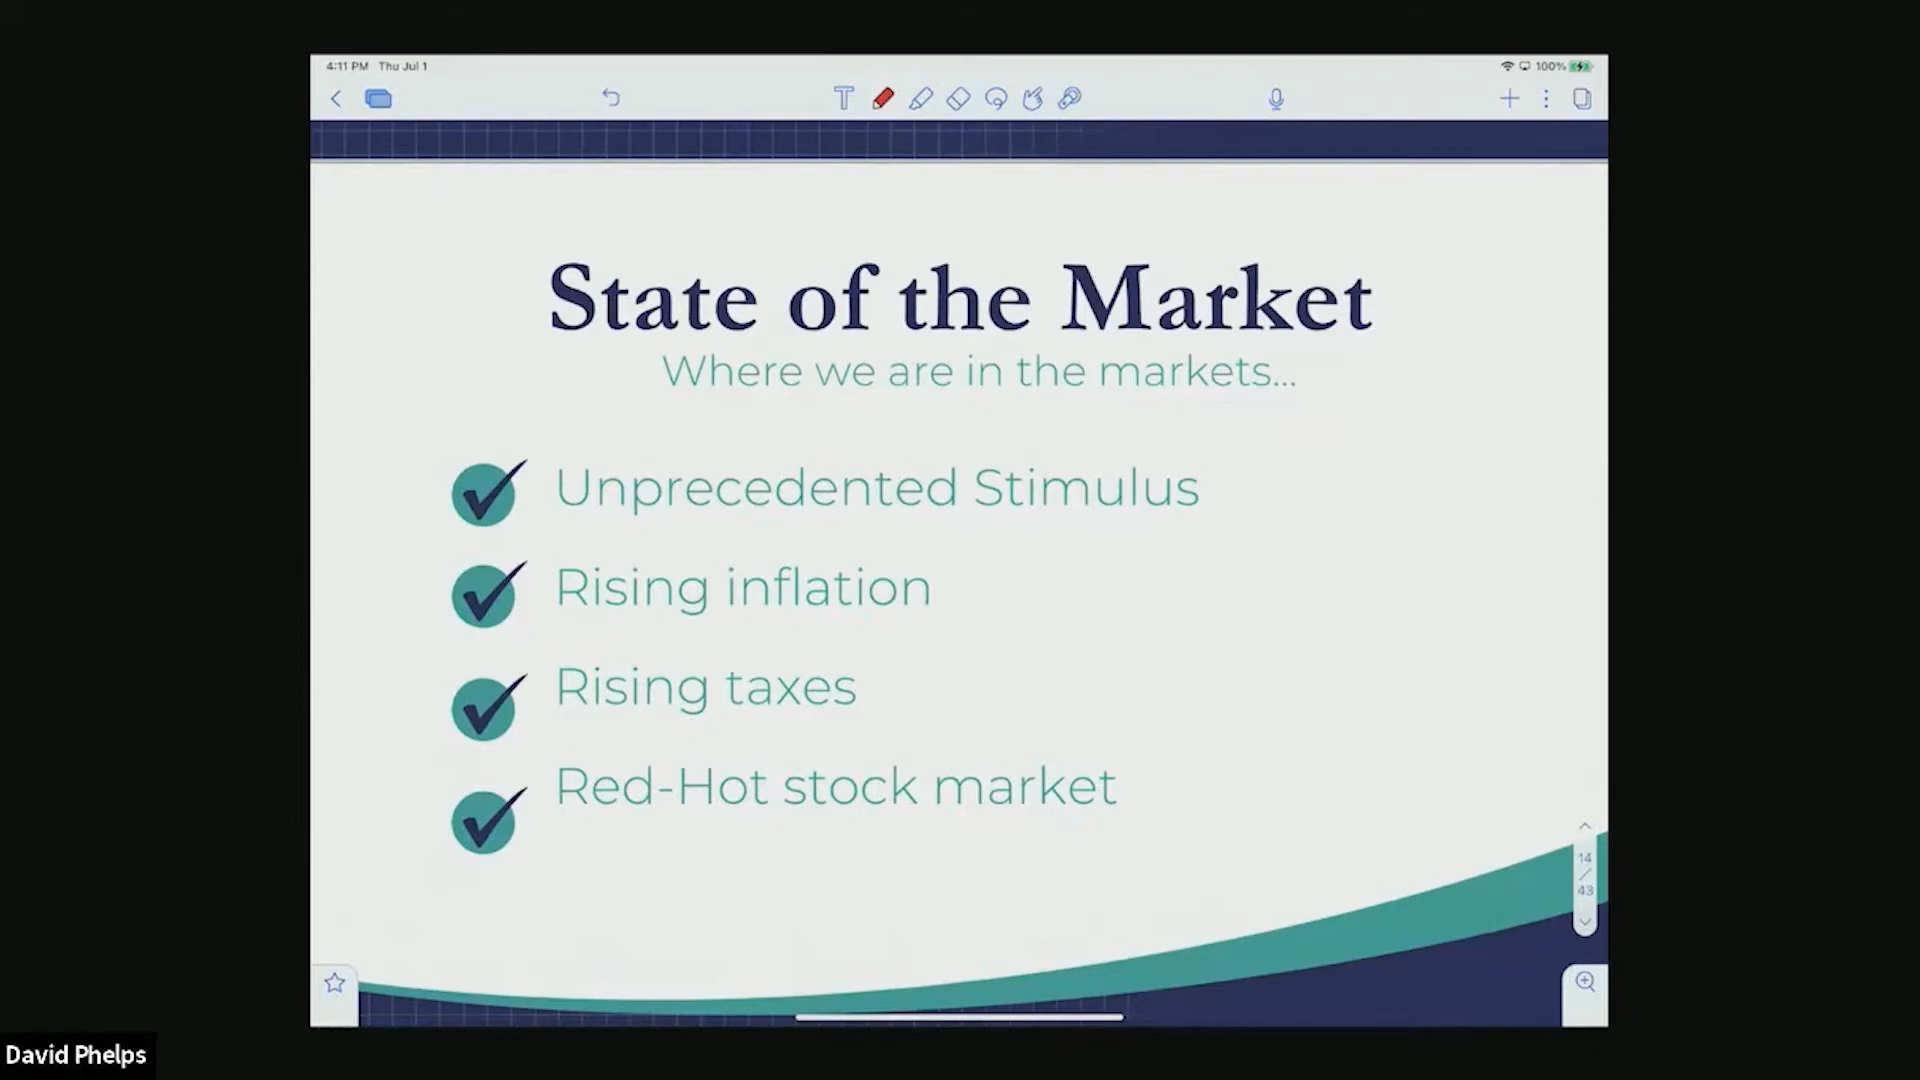 4:11 PM Thu Jul 1
100%
T
State of the Market
Where we are in the markets...
Unprecedented Stimulus
Rising inflation
Rising taxes
Red-Hot stock market
14
/
43
David Phelps